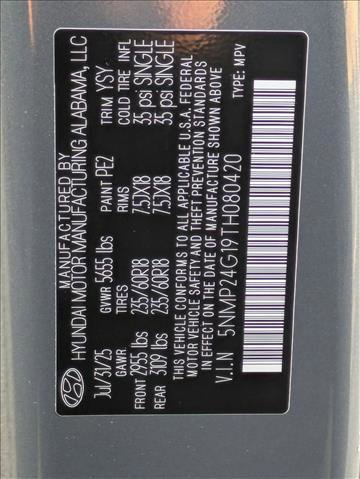 MANUFACTURED BY
HYUNDAI MOTOR MANUFACTURING ALABAMA, LLC
Jul/31/25 GVWR 5655 lbs PAINT PE2 TRIM YSY
GAWR TIRES RIMS COLD TIRE INFL
FRONT 2955 lbs 235/60R18 7.5JX18 35 psi SINGLE
REAR 3109 lbs 235/60R18 7.5JX18 35 psi SINGLE
THIS VEHICLE CONFORMS TO ALL APPLICABLE U.S.A. FEDERAL
MOTOR VEHICLE SAFETY AND THEFT PREVENTION STANDARDS
IN EFFECT ON THE DATE OF MANUFACTURE SHOWN ABOVE
V.I.N 5NMP24G19TH080420 TYPE: MPV